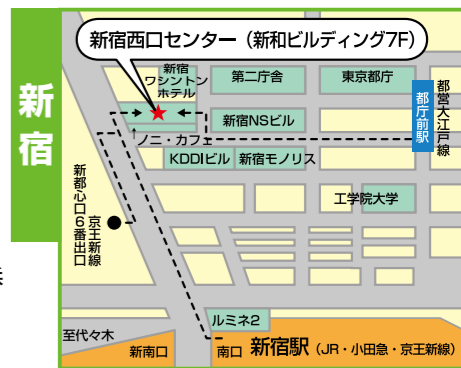 新宿
新宿西口センター（新和ビルディング7F）
新宿
ワシントン
ホテル
第二庁舎
東京都庁
都営大江戸線
都庁前駅
新宿NSビル
ノニ・カフェ
KDDIビル
新宿モノリス
工学院大学
新都心口6番出口
京王新線
ルミネ2
至代々木
新南口
南口
新宿駅（JR・小田急・京王新線）